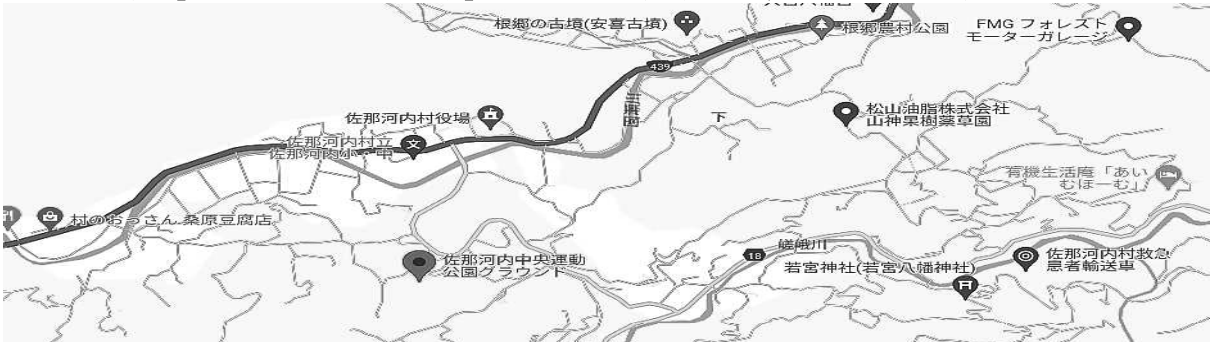 根郷の古墳(安喜古墳)
根郷農村公園
FMG フォレスト
モーターガレージ
439
佐那河内村役場
下
松山油脂株式会社
山神果樹薬草園
佐那河内村立
佐那河内小・中
有機生活庵「あい
むほーむ」
村のおっさん 桑原豆腐店
佐那河内中央運動
公園グラウンド
18
嵯峨川
若宮神社(若宮八幡神社)
佐那河内村救急
患者輸送車